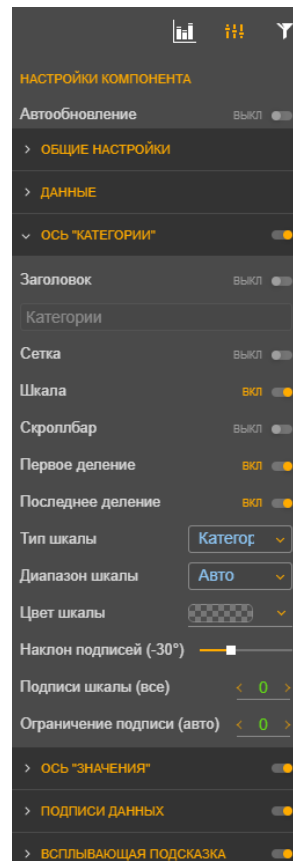 НАСТРОЙКИ КОМПОНЕНТА
Автообновление ВЫКЛ
> ОБЩИЕ НАСТРОЙКИ
> ДАННЫЕ
ОСЬ "КАТЕГОРИИ"
Заголовок ВЫКЛ
Категории
Сетка ВЫКЛ
Шкала ВКЛ
Скроллбар ВЫКЛ
Первое деление ВКЛ
Последнее деление ВКЛ
Тип шкалы Категор
Диапазон шкалы Авто
Цвет шкалы
Наклон подписей (-30°)
Подписи шкалы (все) < 0 >
Ограничение подписи (авто) < 0 >
> ОСЬ "ЗНАЧЕНИЯ"
> ПОДПИСИ ДАННЫХ
> ВСПЛЫВАЮЩАЯ ПОДСКАЗКА